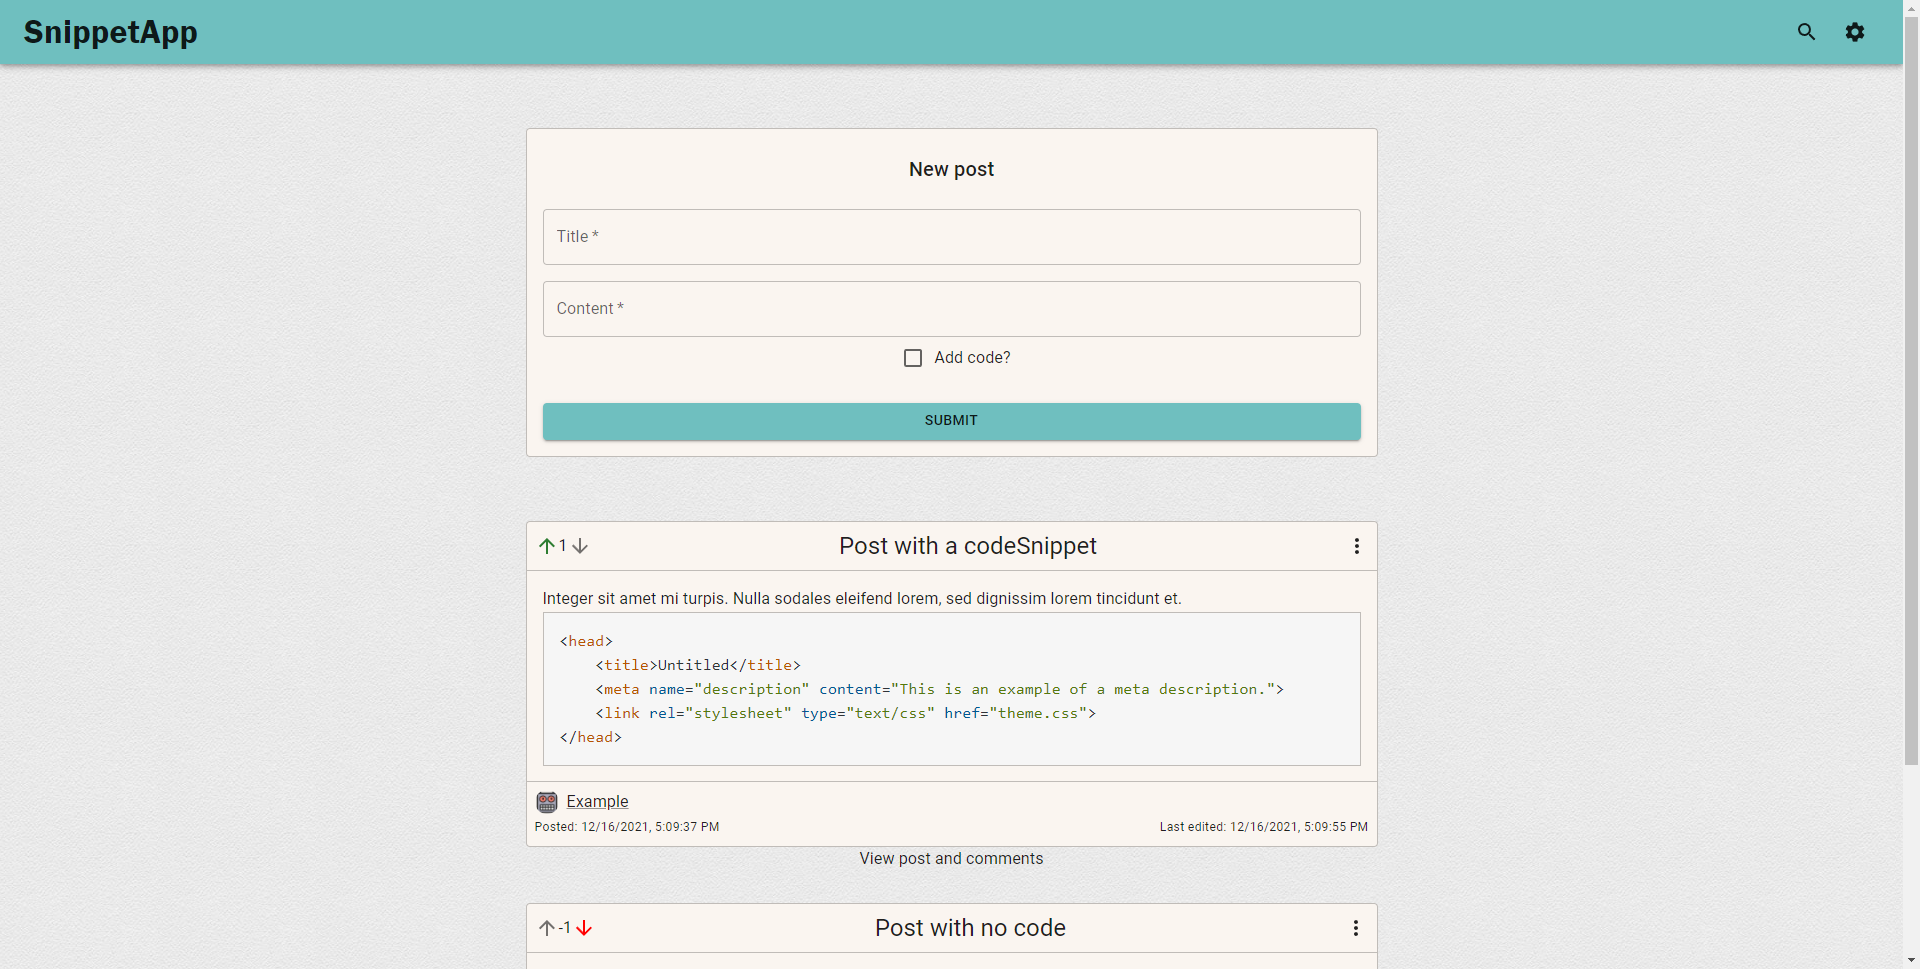 SnippetApp
New post
Title *
Content *
Add code?
SUBMIT
1
Post with a codeSnippet
Integer sit amet mi turpis. Nulla sodales eleifend lorem, sed dignissim lorem tincidunt et.
<head>
    <title>Untitled</title>
    <meta name="description" content="This is an example of a meta description.">
    <link rel="stylesheet" type="text/css" href="theme.css">
</head>
Example
Posted: 12/16/2021, 5:09:37 PM
Last edited: 12/16/2021, 5:09:55 PM
View post and comments
-1
Post with no code